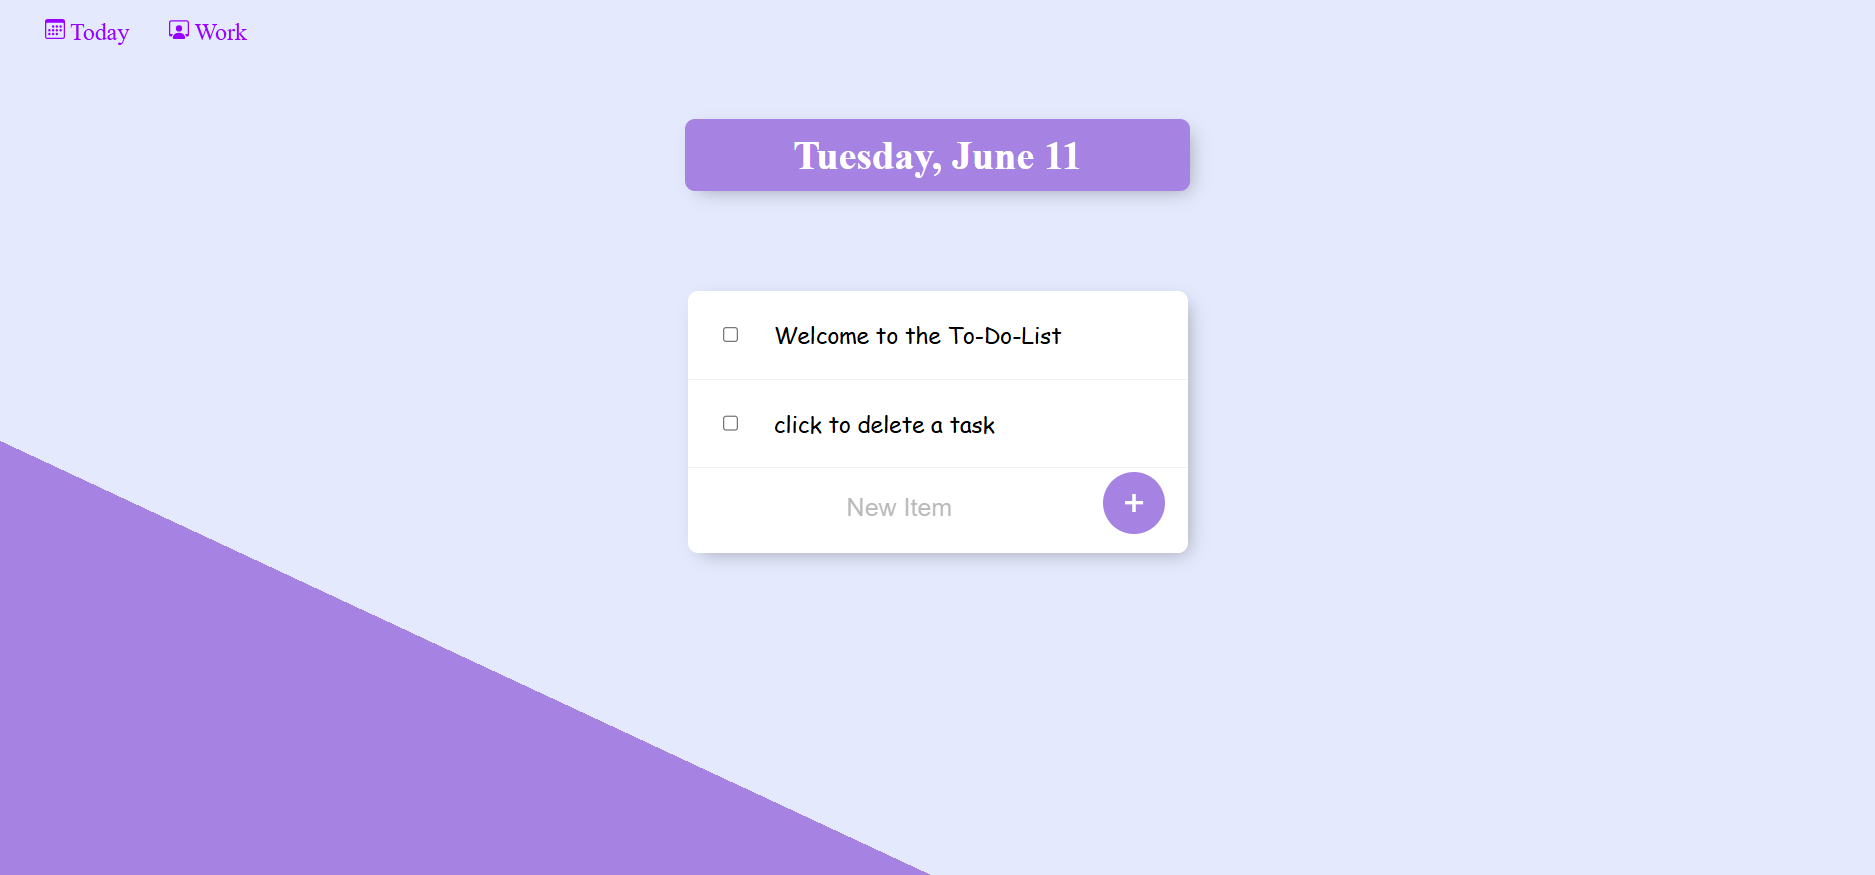 Today Work
Tuesday, June 11
Welcome to the To-Do-List
click to delete a task
New Item +